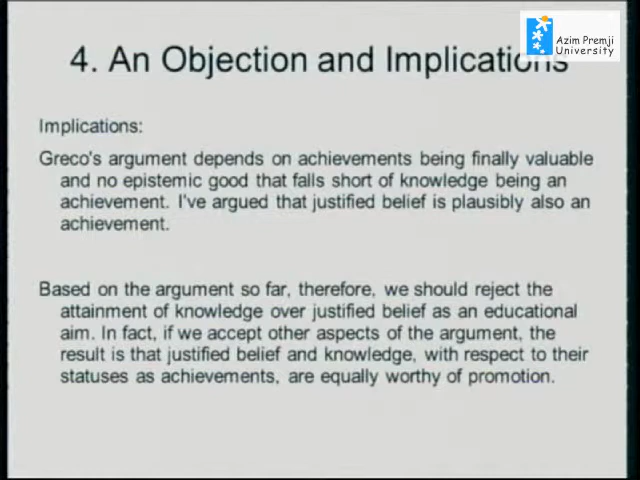 Azim Premji
University
4. An Objection and Implications
Implications:
Greco's argument depends on achievements being finally valuable
and no epistemic good that falls short of knowledge being an
achievement. I've argued that justified belief is plausibly also an
achievement.
Based on the argument so far, therefore, we should reject the
attainment of knowledge over justified belief as an educational
aim. In fact, if we accept other aspects of the argument, the
result is that justified belief and knowledge, with respect to their
statuses as achievements, are equally worthy of promotion.